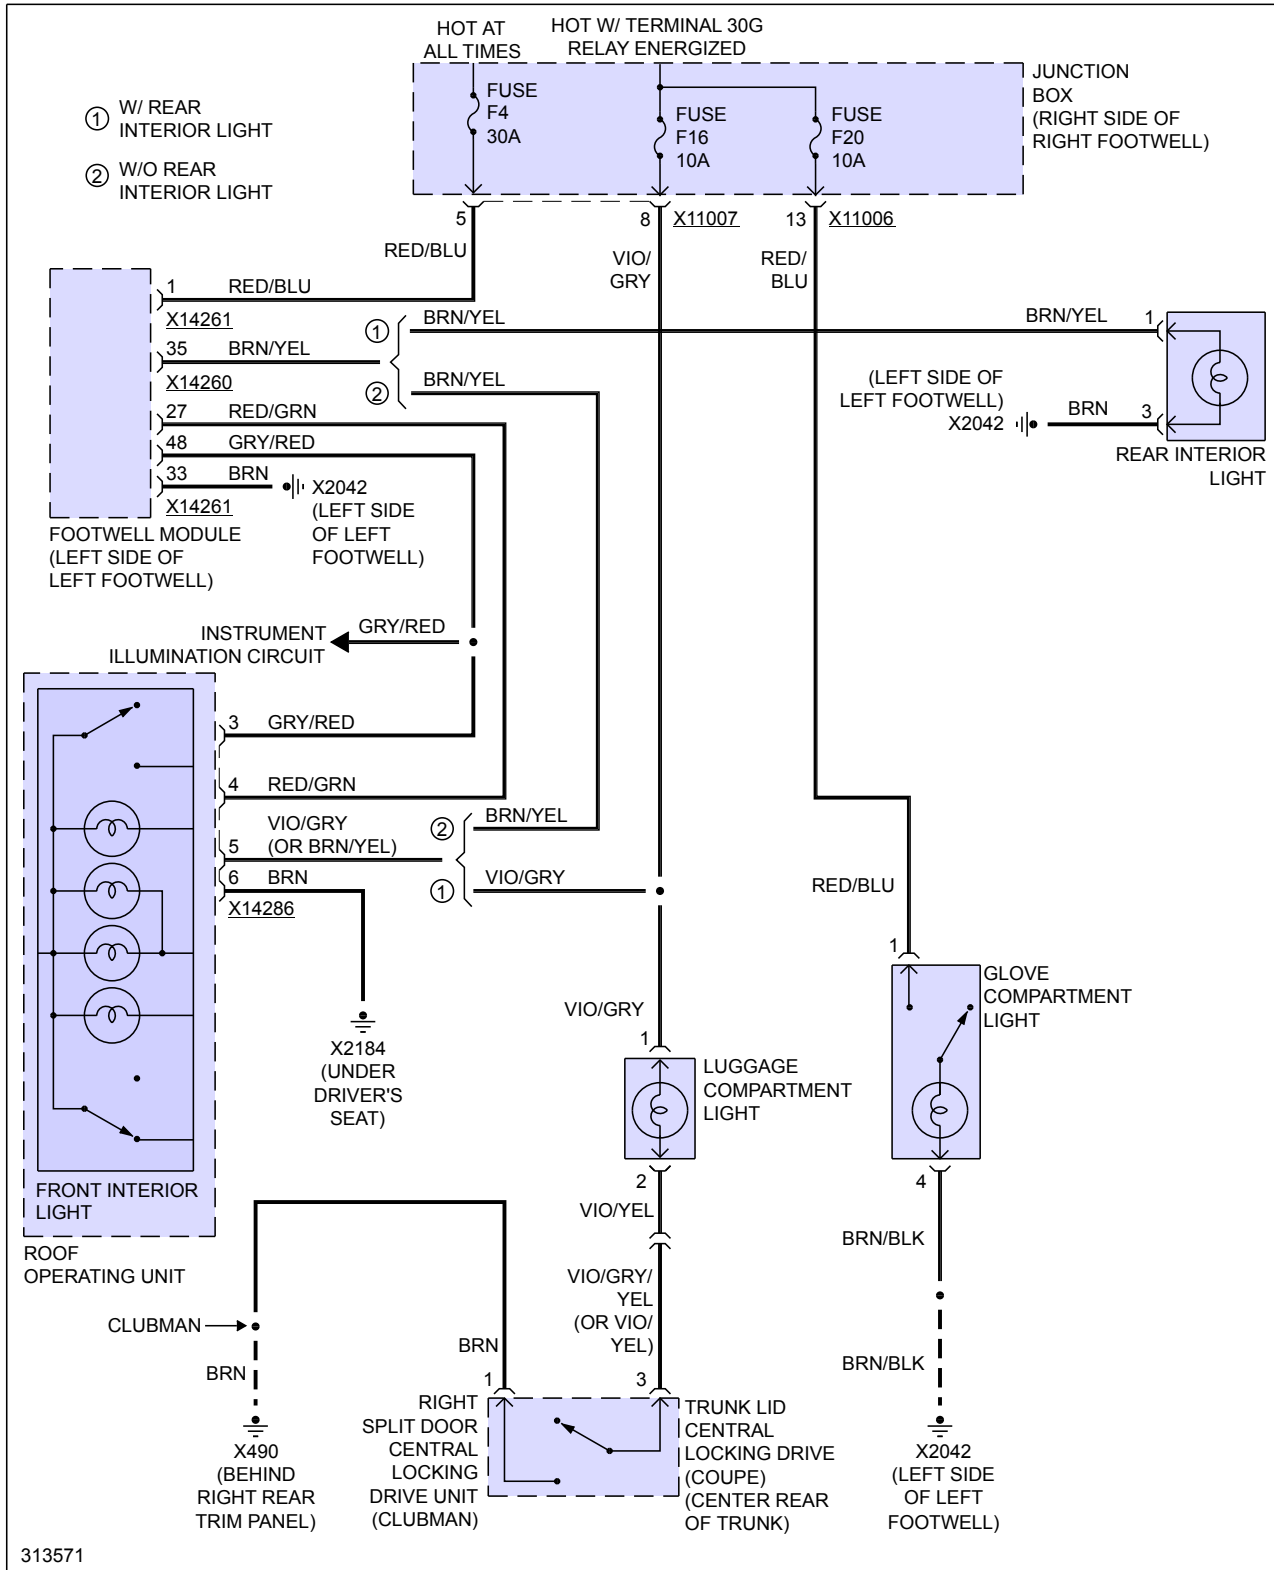 HOT AT
ALL TIMES
HOT W/ TERMINAL 30G
RELAY ENERGIZED
JUNCTION
BOX
(RIGHT SIDE OF
RIGHT FOOTWELL)
1 W/ REAR
INTERIOR LIGHT
2 W/O REAR
INTERIOR LIGHT
FUSE
F4
30A
FUSE
F16
10A
FUSE
F20
10A
5
8
X11007
13
X11006
RED/BLU
VIO/
GRY
RED/
BLU
1
RED/BLU
X14261
35
BRN/YEL
X14260
27
RED/GRN
48
GRY/RED
33
BRN
X14261
FOOTWELL MODULE
(LEFT SIDE OF
LEFT FOOTWELL)
X2042
(LEFT SIDE
OF LEFT
FOOTWELL)
1
BRN/YEL
2
BRN/YEL
BRN/YEL
1
(LEFT SIDE OF
LEFT FOOTWELL)
X2042
BRN
3
REAR INTERIOR
LIGHT
INSTRUMENT
ILLUMINATION CIRCUIT
GRY/RED
3
GRY/RED
4
RED/GRN
5
VIO/GRY
(OR BRN/YEL)
6
BRN
X14286
2
BRN/YEL
1
VIO/GRY
RED/BLU
X2184
(UNDER
DRIVER'S
SEAT)
FRONT INTERIOR
LIGHT
ROOF
OPERATING UNIT
VIO/GRY
1
LUGGAGE
COMPARTMENT
LIGHT
2
VIO/YEL
VIO/GRY/
YEL
(OR VIO/
YEL)
1
GLOVE
COMPARTMENT
LIGHT
4
BRN/BLK
BRN/BLK
X2042
(LEFT SIDE
OF LEFT
FOOTWELL)
CLUBMAN
BRN
X490
(BEHIND
RIGHT REAR
TRIM PANEL)
BRN
1
3
RIGHT
SPLIT DOOR
CENTRAL
LOCKING
DRIVE UNIT
(CLUBMAN)
TRUNK LID
CENTRAL
LOCKING DRIVE
(COUPE)
(CENTER REAR
OF TRUNK)
313571